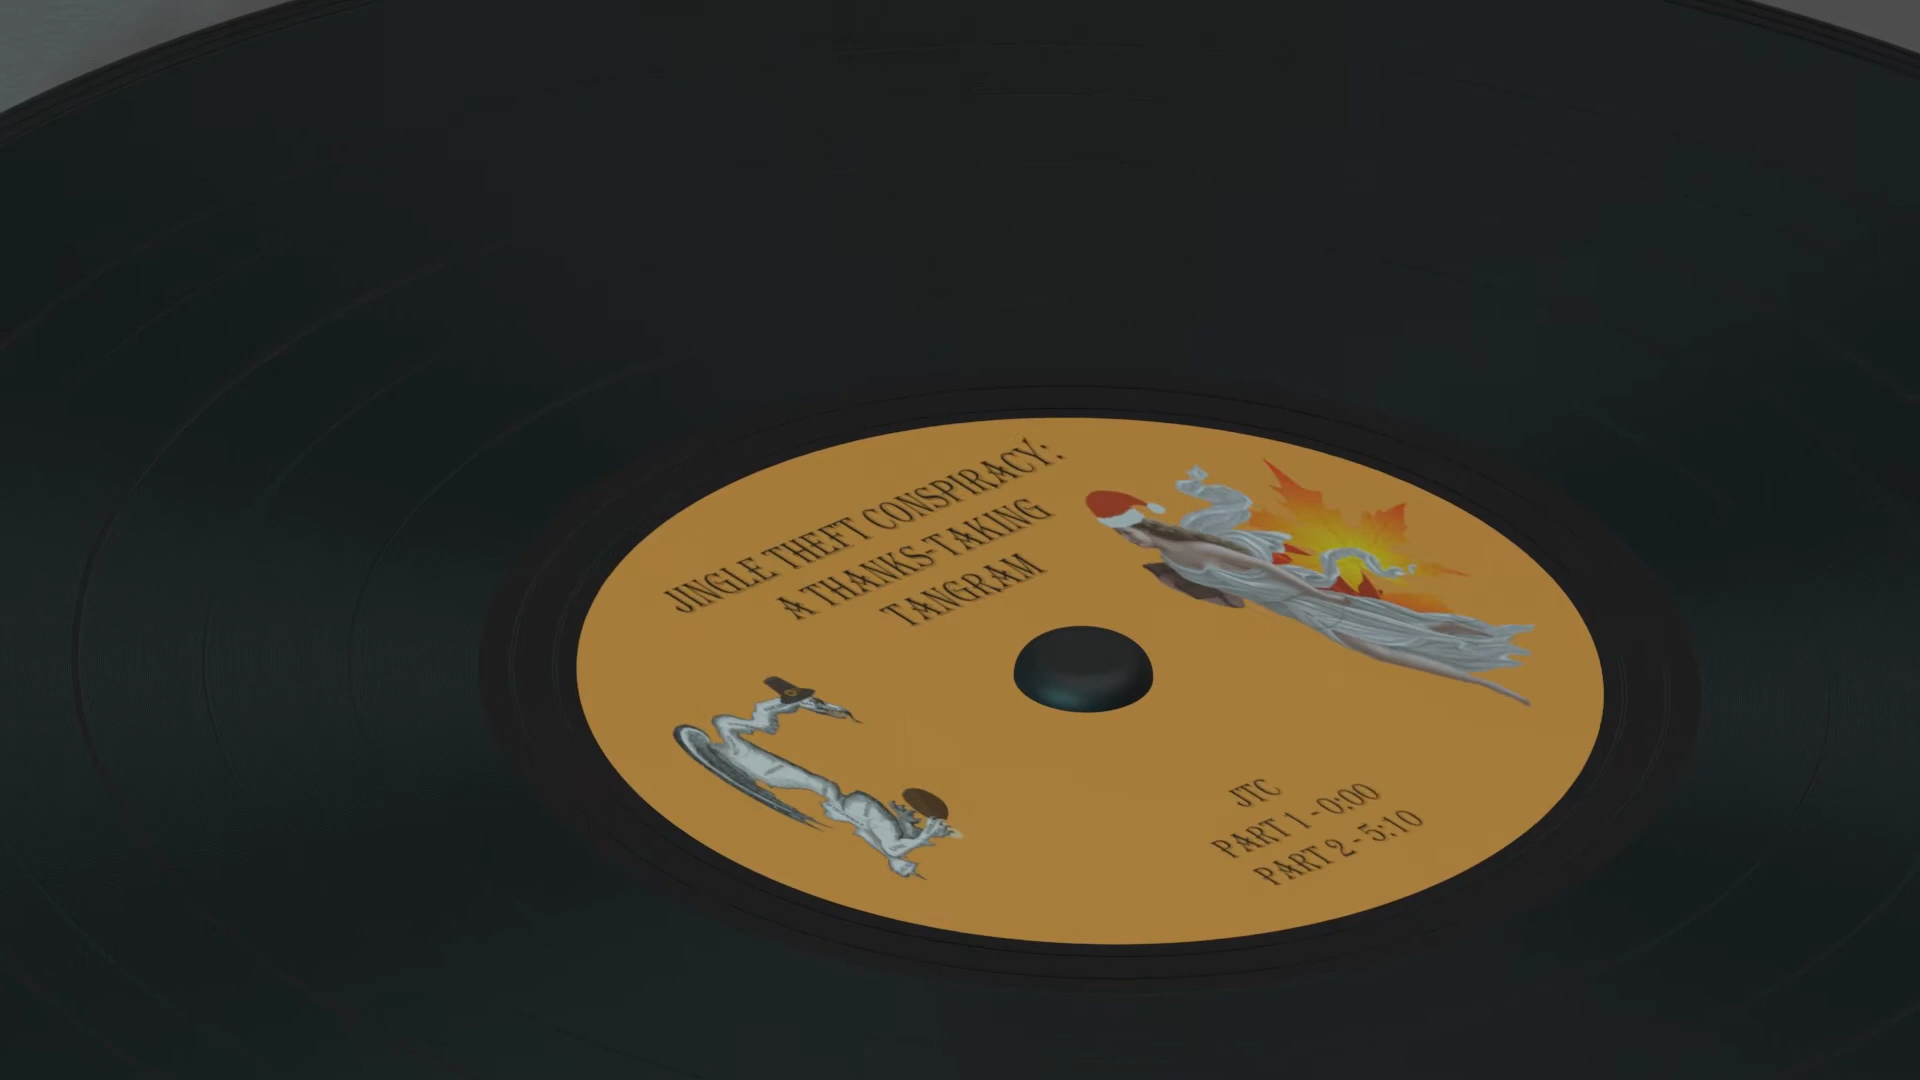 JINGLE THEFT CONSPIRACY:
A THANKS-TAKING
TANGRAM
JTC
PART 1 - 0:00
PART 2 - 5:10